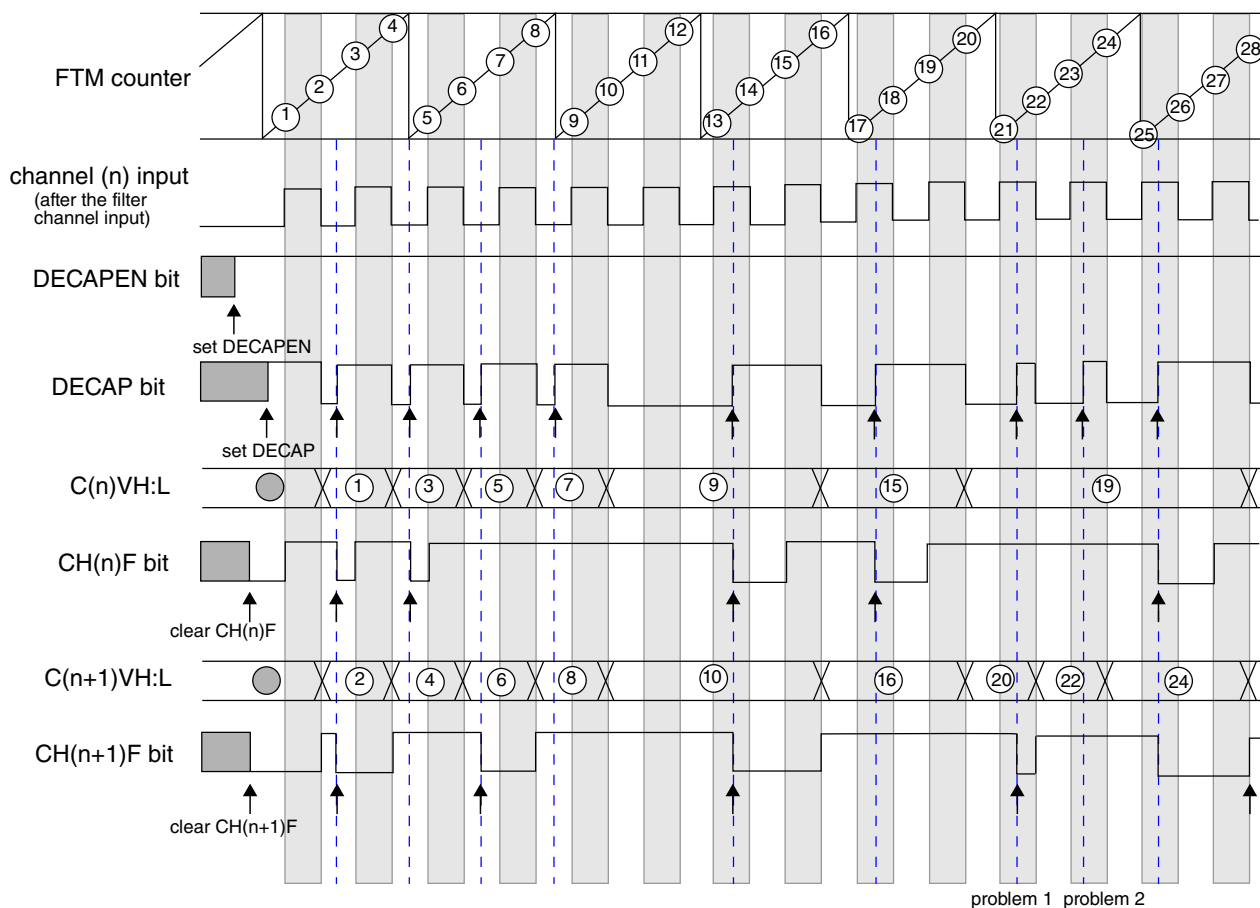 4 8 12 16 20 24 28
3 7 11 15 19 23 27
FTM counter
2 6 10 14 18 22 26
1 5 9 13 17 21 25
channel (n) input
(after the filter
channel input)
DECAPEN bit
set DECAPEN
DECAP bit
set DECAP
C(n)VH:L 1 3 5 7 9 15 19
CH(n)F bit
clear CH(n)F
C(n+1)VH:L 2 4 6 8 10 16 20 22 24
CH(n+1)F bit
clear CH(n+1)F
problem 1 problem 2